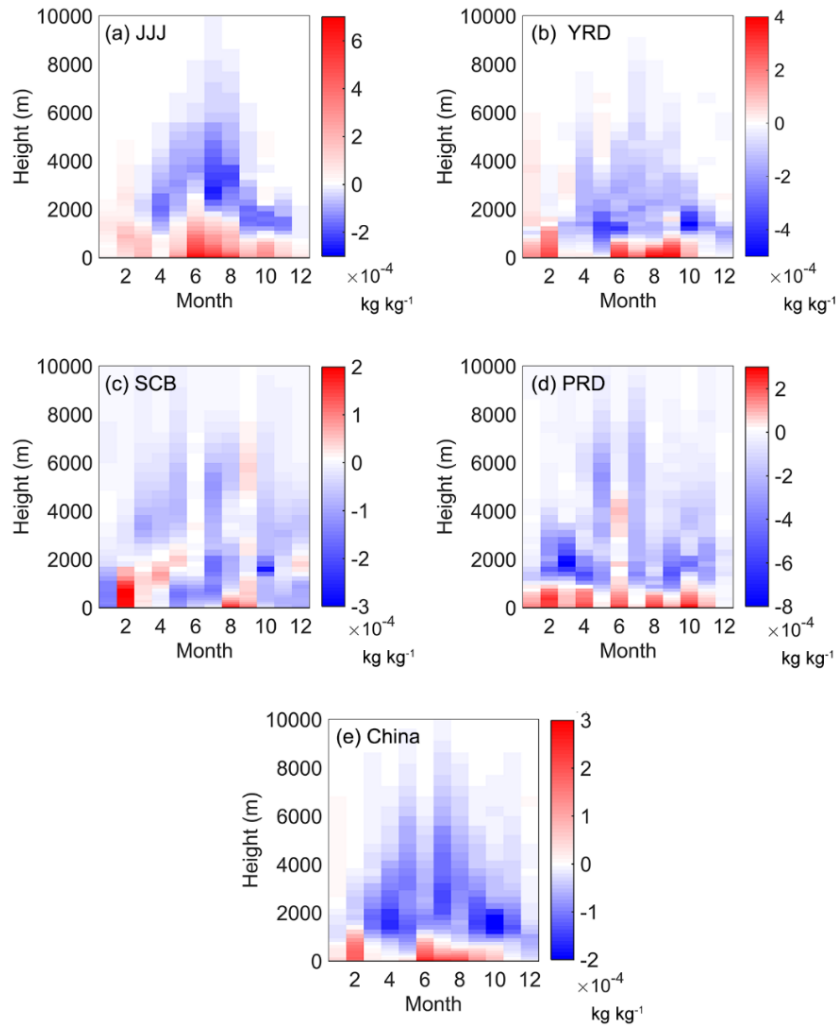 (a) JJJ
10000
8000
6000
4000
2000
0
Height (m)
2 4 6 8 10 12
Month
6
4
2
0
-2
×10⁻⁴
kg kg⁻¹
(b) YRD
10000
8000
6000
4000
2000
0
Height (m)
2 4 6 8 10 12
Month
4
2
0
-2
-4
×10⁻⁴
kg kg⁻¹
(c) SCB
10000
8000
6000
4000
2000
0
Height (m)
2 4 6 8 10 12
Month
2
1
0
-1
-2
-3
×10⁻⁴
kg kg⁻¹
(d) PRD
10000
8000
6000
4000
2000
0
Height (m)
2 4 6 8 10 12
Month
2
0
-2
-4
-6
-8
×10⁻⁴
kg kg⁻¹
(e) China
10000
8000
6000
4000
2000
0
Height (m)
2 4 6 8 10 12
Month
3
2
1
0
-1
-2
×10⁻⁴
kg kg⁻¹